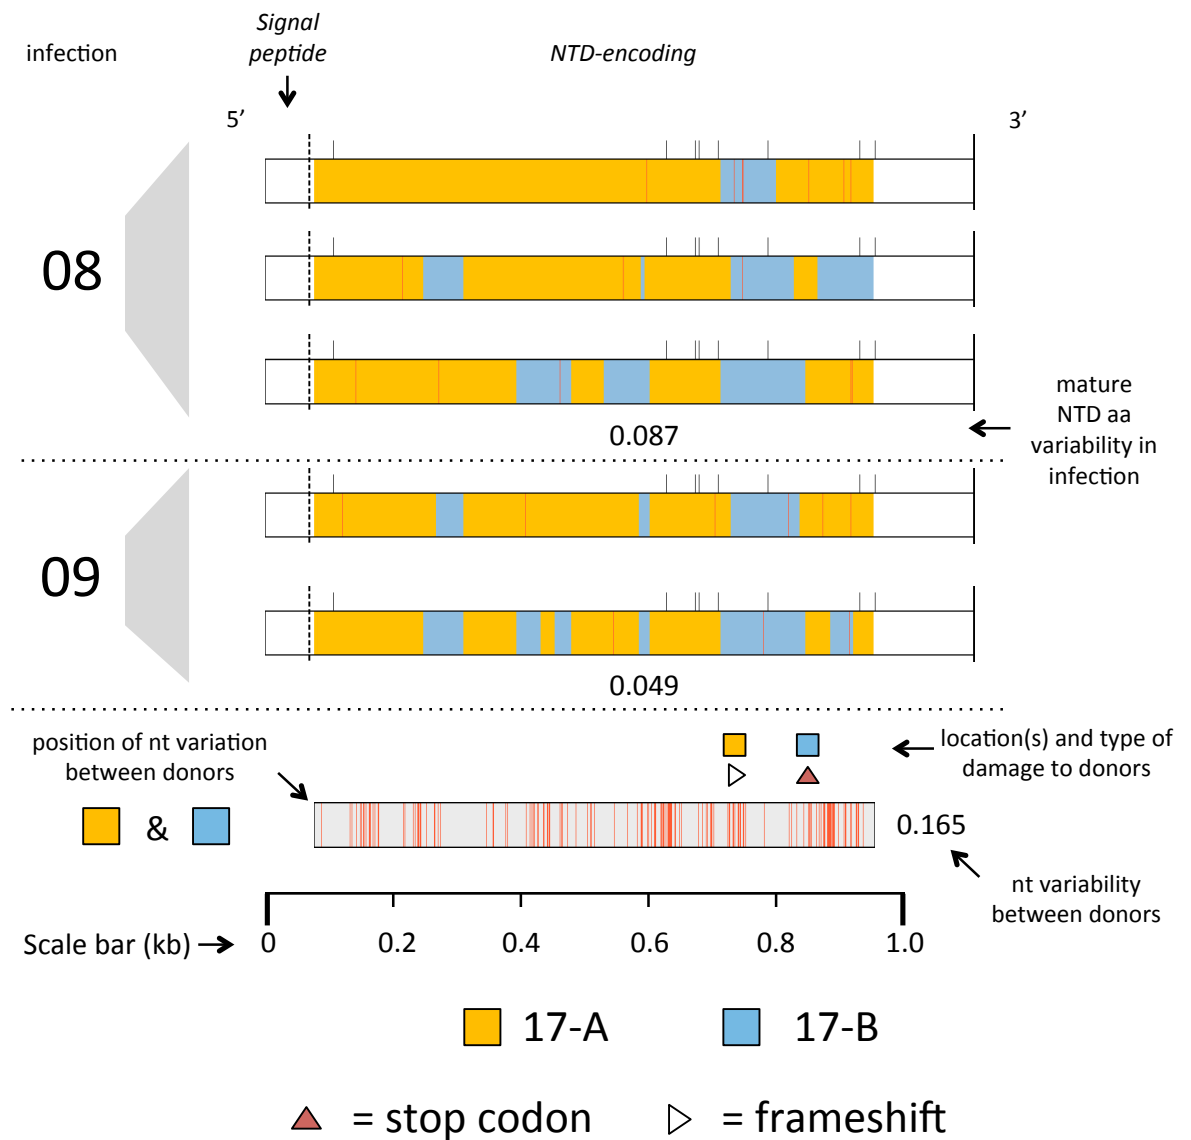 infection
Signal
peptide
NTD-encoding
5’
3’
08
mature
NTD aa
variability in
infection
0.087
09
0.049
position of nt variation
between donors
location(s) and type of
damage to donors
&
0.165
nt variability
between donors
Scale bar (kb)
0 0.2 0.4 0.6 0.8 1.0
17-A 17-B
= stop codon = frameshift